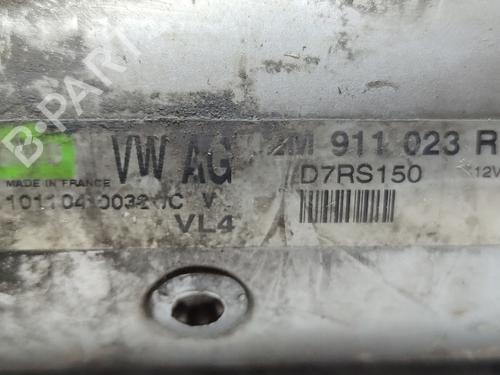 B-PARTS
VW AG 2M 911 023 R
MADE IN FRANCE D7RS150 12V
V
VL4